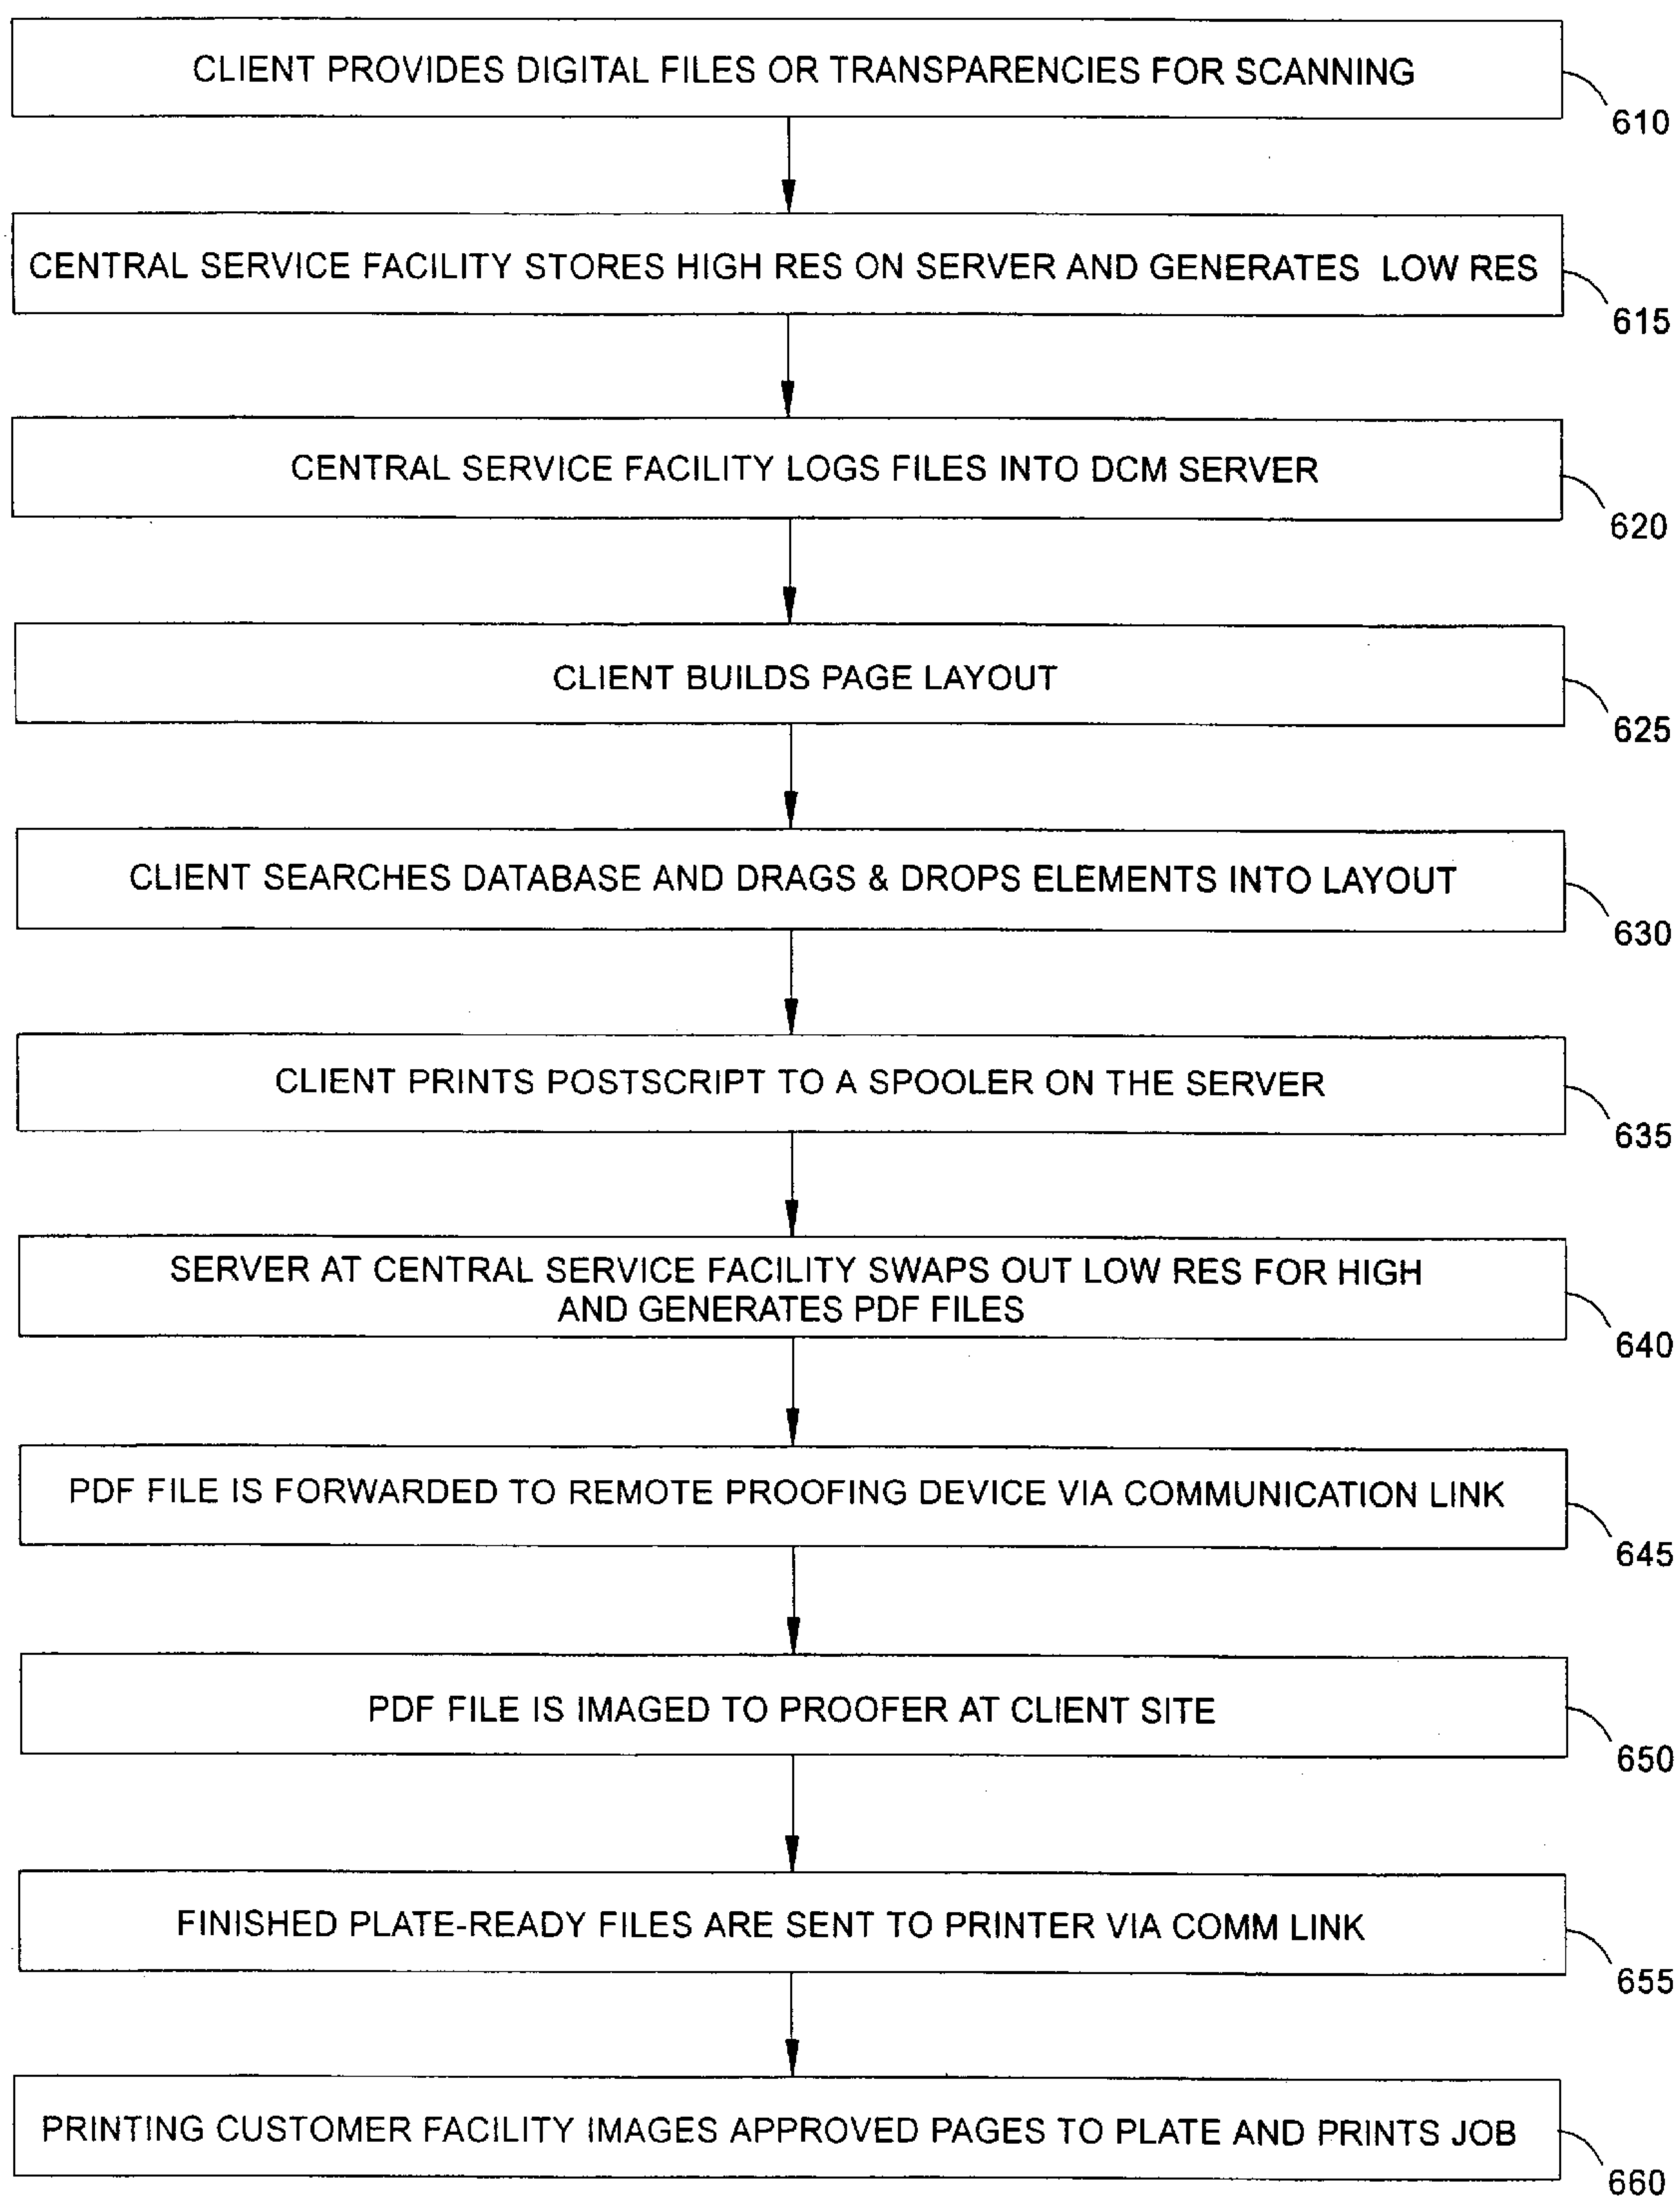 CLIENT PROVIDES DIGITAL FILES OR TRANSPARENCIES FOR SCANNING
610
CENTRAL SERVICE FACILITY STORES HIGH RES ON SERVER AND GENERATES LOW RES
615
CENTRAL SERVICE FACILITY LOGS FILES INTO DCM SERVER
620
CLIENT BUILDS PAGE LAYOUT
625
CLIENT SEARCHES DATABASE AND DRAGS & DROPS ELEMENTS INTO LAYOUT
630
CLIENT PRINTS POSTSCRIPT TO A SPOOLER ON THE SERVER
635
SERVER AT CENTRAL SERVICE FACILITY SWAPS OUT LOW RES FOR HIGH
AND GENERATES PDF FILES
640
PDF FILE IS FORWARDED TO REMOTE PROOFING DEVICE VIA COMMUNICATION LINK
645
PDF FILE IS IMAGED TO PROOFER AT CLIENT SITE
650
FINISHED PLATE-READY FILES ARE SENT TO PRINTER VIA COMM LINK
655
PRINTING CUSTOMER FACILITY IMAGES APPROVED PAGES TO PLATE AND PRINTS JOB
660